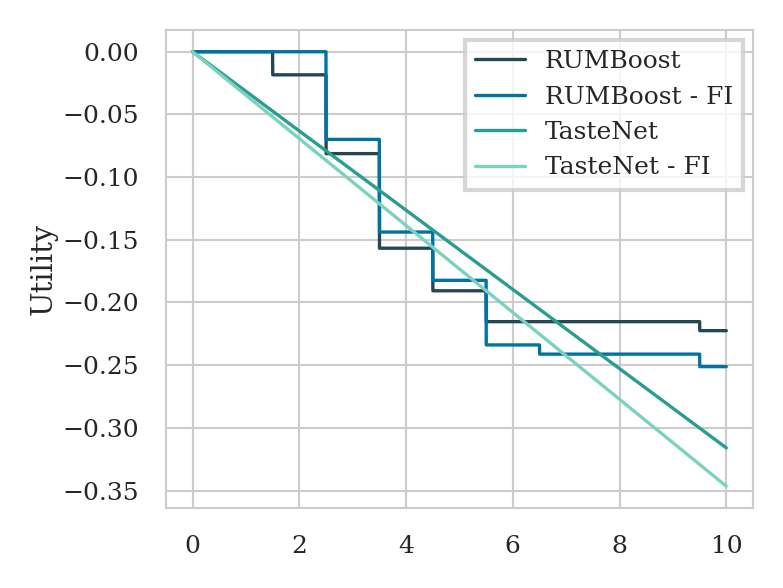 0.00
−0.05
−0.10
−0.15
−0.20
−0.25
−0.30
−0.35
Utility
RUMBoost
RUMBoost - FI
TasteNet
TasteNet - FI
0 2 4 6 8 10